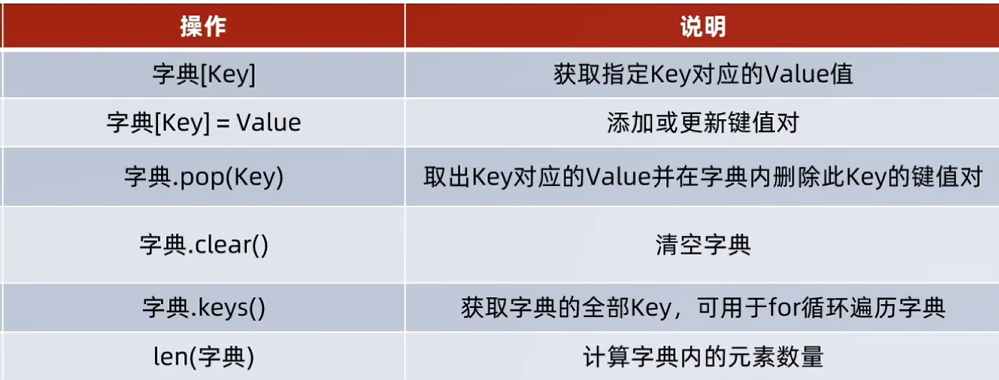 操作 说明
字典[Key] 获取指定Key对应的Value值
字典[Key] = Value 添加或更新键值对
字典.pop(Key) 取出Key对应的Value并在字典内删除此Key的键值对
字典.clear() 清空字典
字典.keys() 获取字典的全部Key，可用于for循环遍历字典
len(字典) 计算字典内的元素数量